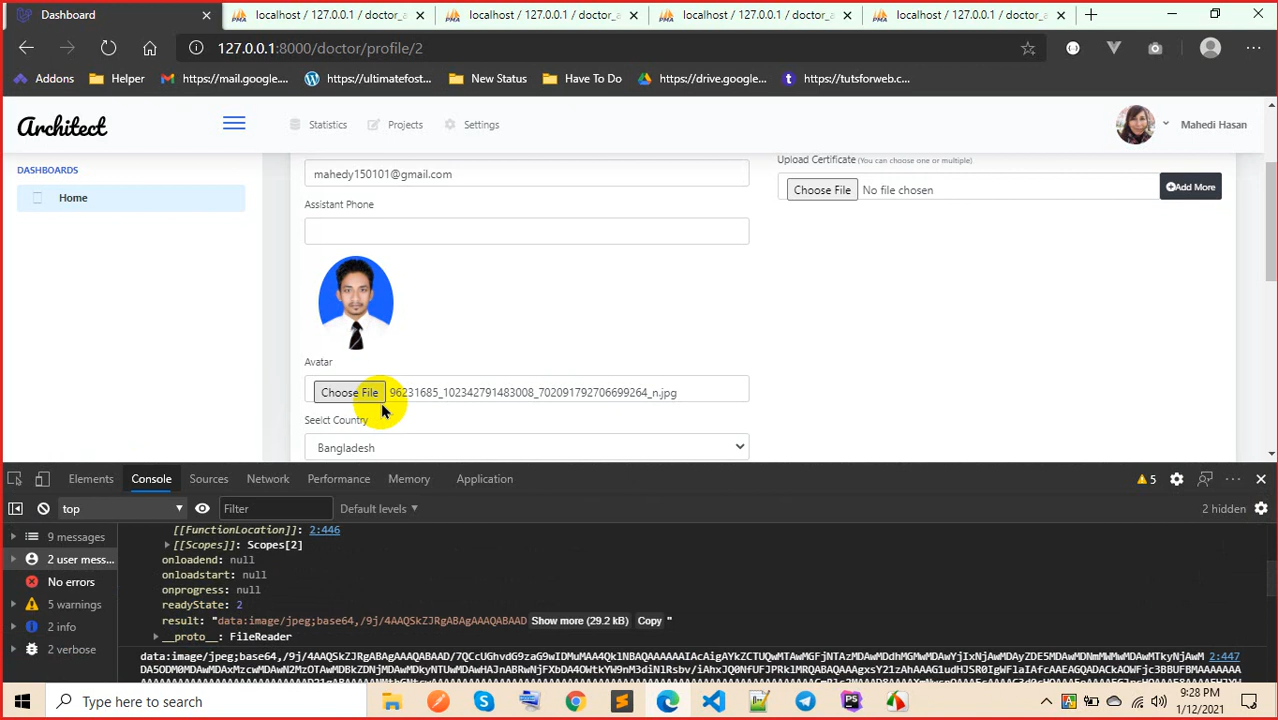 Dashboard
localhost / 127.0.0.1 / doctor_a
localhost / 127.0.0.1 / doctor_
localhost / 127.0.0.1 / doctor_a
localhost / 127.0.0.1 / doctor_a
127.0.0.1:8000/doctor/profile/2
Addons
Helper
https://mail.google....
https://ultimatefost...
New Status
Have To Do
https://drive.google...
https://tutsforweb.c...
Architect
Statistics
Projects
Settings
Mahedi Hasan
DASHBOARDS
Home
Upload Certificate (You can choose one or multiple)
mahedy150101@gmail.com
Choose File No file chosen
Add More
Assistant Phone
Avatar
Choose File 96231685_102342791483008_702091792706699264_n.jpg
Seelct Country
Bangladesh
Elements Console Sources Network Performance Memory Application
5
top
Filter
Default levels
2 hidden
9 messages
2 user mess...
No errors
5 warnings
2 info
2 verbose
[[FunctionLocation]]: 2:446
[[Scopes]]: Scopes[2]
onloadend: null
onloadstart: null
onprogress: null
readyState: 2
result: "data:image/jpeg;base64,/9j/4AAQSkZJRgABAgAAAQABAAD Show more (29.2 kB) Copy "
__proto__: FileReader
2:447
Type here to search
9:28 PM
1/12/2021